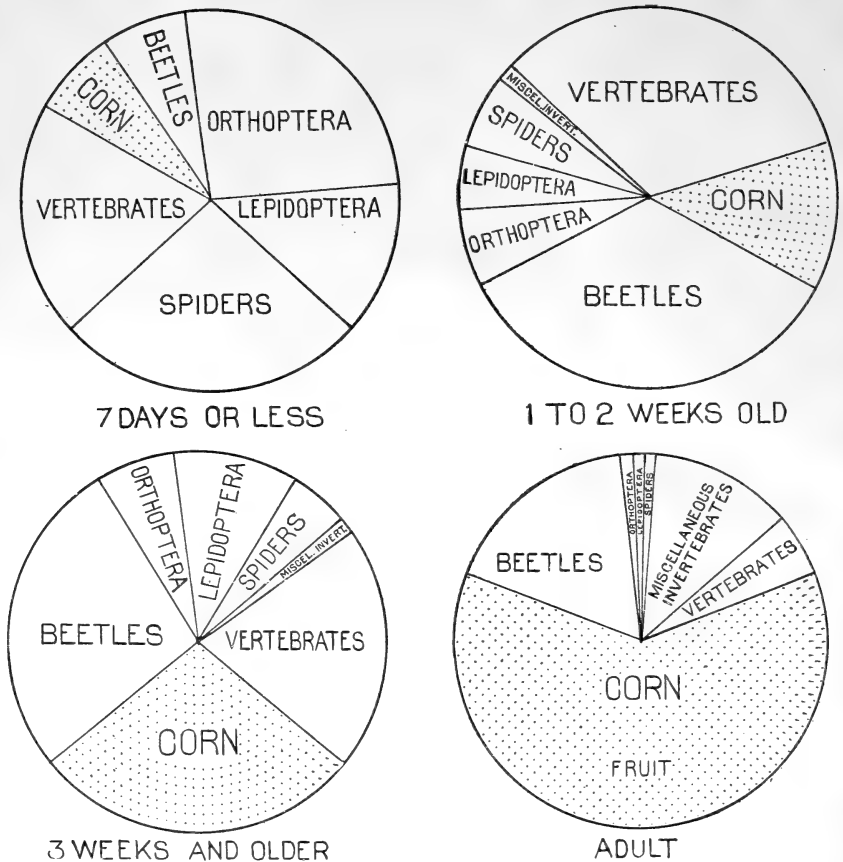 BEETLES
CORN
ORTHOPTERA
VERTEBRATES
LEPIDOPTERA
SPIDERS
7 DAYS OR LESS
MISCEL. INVERT.
VERTEBRATES
SPIDERS
LEPIDOPTERA
CORN
ORTHOPTERA
BEETLES
1 TO 2 WEEKS OLD
ORTHOPTERA
LEPIDOPTERA
SPIDERS
MISCEL. INVERT.
BEETLES
VERTEBRATES
CORN
3 WEEKS AND OLDER
ORTHOPTERA
LEPIDOPTERA
SPIDERS
MISCELLANEOUS
INVERTEBRATES
BEETLES
VERTEBRATES
CORN
FRUIT
ADULT